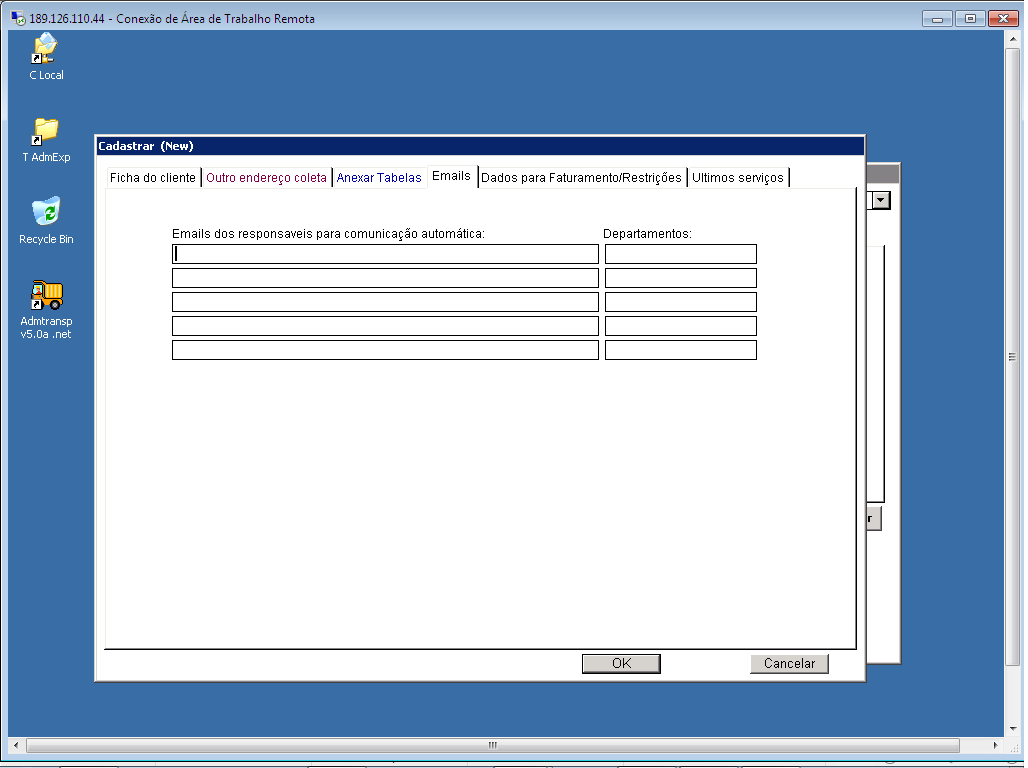 189.126.110.44 - Conexão de Área de Trabalho Remota
C Local
T AdmExp
Recycle Bin
Admtransp
v5.0a .net
Cadastrar (New)
Ficha do cliente
Outro endereço coleta
Anexar Tabelas
Emails
Dados para Faturamento/Restrições
Ultimos serviços
Emails dos responsaveis para comunicação automática:
Departamentos:
r
OK
Cancelar